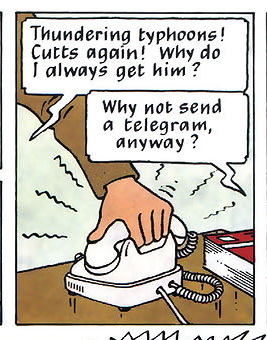 Thundering typhoons!
Cutts again! Why do
I always get him?
Why not send
a telegram,
anyway?